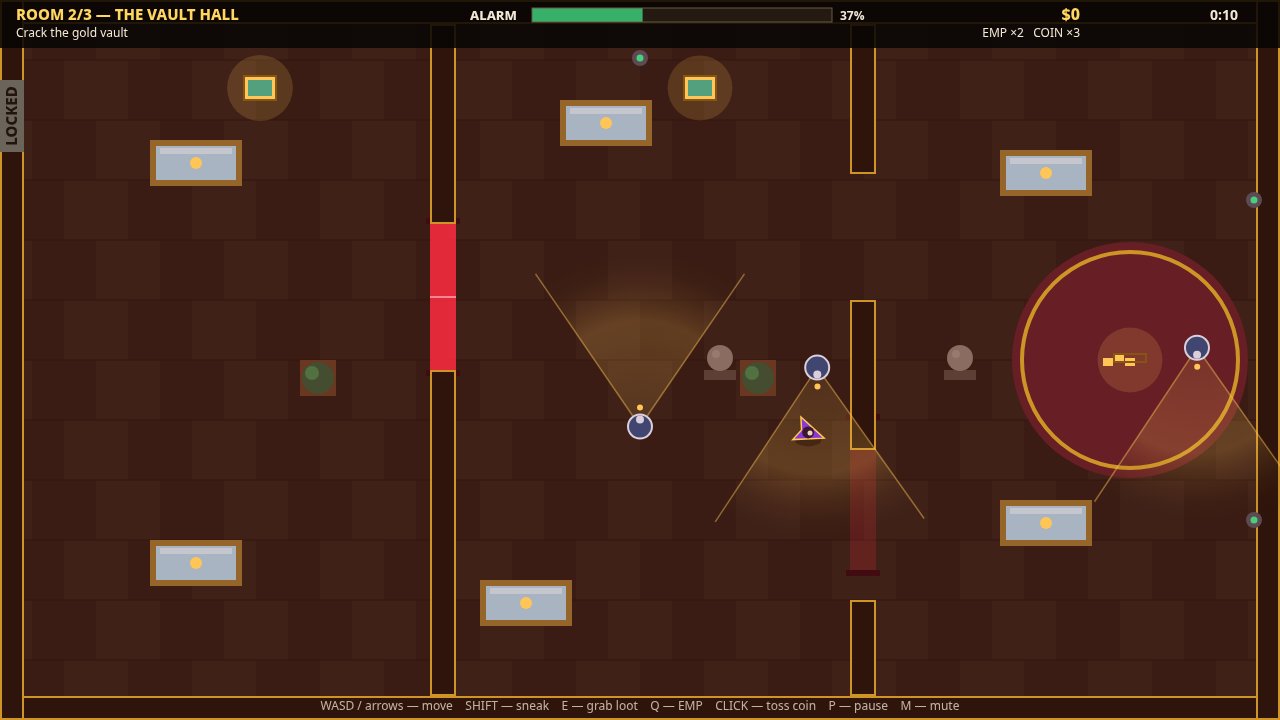 ROOM 2/3 — THE VAULT HALL
Crack the gold vault
ALARM 37%
$0
0:10
EMP ×2 COIN ×3
LOCKED
WASD / arrows — move SHIFT — sneak E — grab loot Q — EMP CLICK — toss coin P — pause M — mute